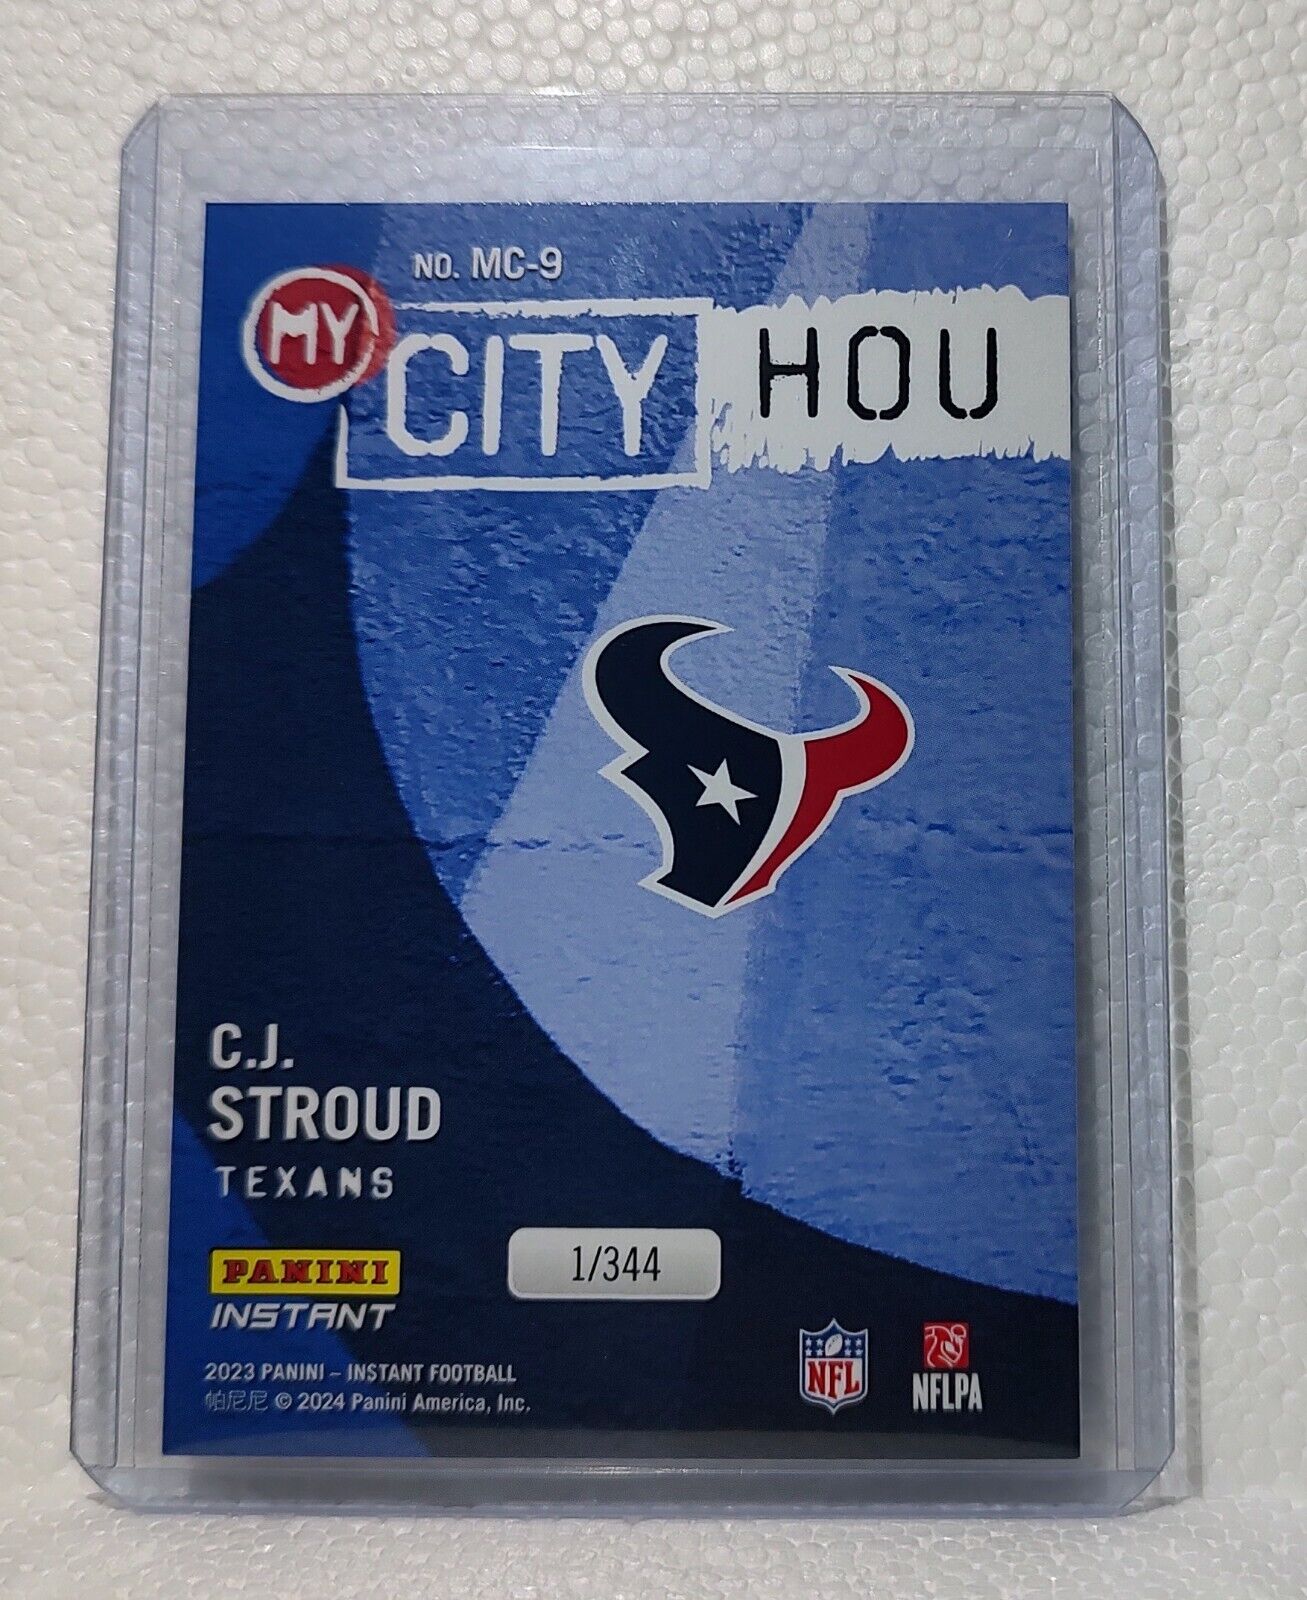 NO. MC-9
MY CITY HOU
C.J.
STROUD
TEXANS
PANINI
INSTANT
1/344
2023 PANINI – INSTANT FOOTBALL
帕尼尼 © 2024 Panini America, Inc.
NFL
NFLPA